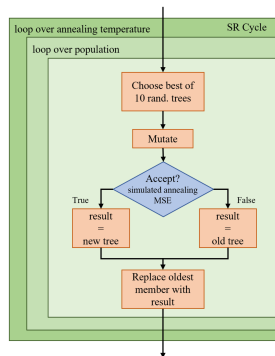 loop over annealing temperature
SR Cycle
loop over population
Choose best of
10 rand. trees
Mutate
Accept?
simulated annealing
MSE
True
False
result
=
new tree
result
=
old tree
Replace oldest
member with
result